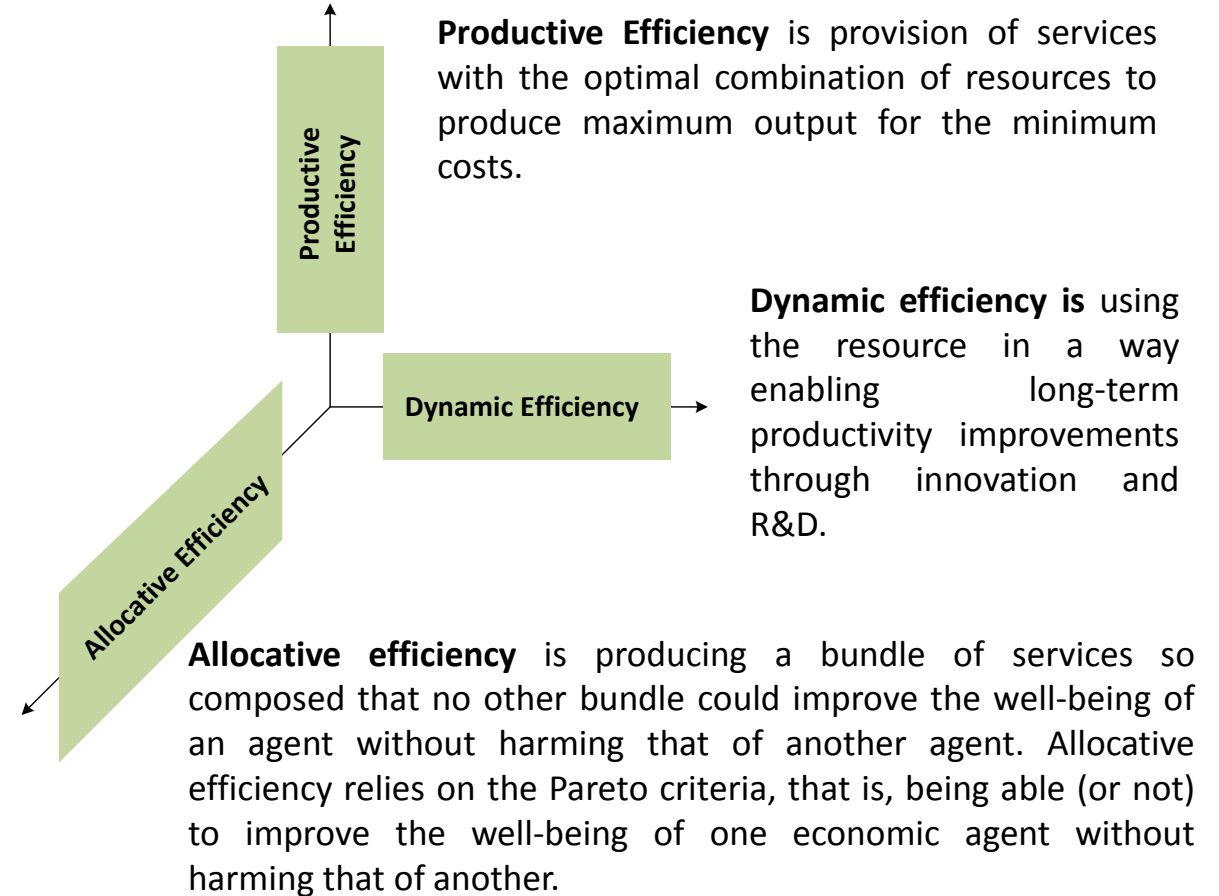 Productive Efficiency is provision of services
with the optimal combination of resources to
produce maximum output for the minimum
costs.
Productive
Efficiency
Dynamic efficiency is using
the resource in a way
enabling long-term
productivity improvements
through innovation and
R&D.
Dynamic Efficiency
Allocative Efficiency
Allocative efficiency is producing a bundle of services so
composed that no other bundle could improve the well-being of
an agent without harming that of another agent. Allocative
efficiency relies on the Pareto criteria, that is, being able (or not)
to improve the well-being of one economic agent without
harming that of another.